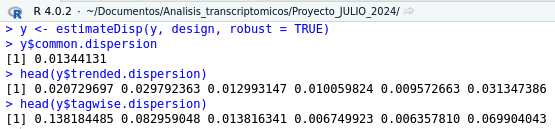 R 4.0.2 · ~/Documentos/Analisis_transcriptomicos/Proyecto_JULIO_2024/
> y <- estimateDisp(y, design, robust = TRUE)
> y$common.dispersion
[1] 0.01344131
> head(y$trended.dispersion)
[1] 0.020729697 0.029792363 0.012993147 0.010059824 0.009572663 0.031347386
> head(y$tagwise.dispersion)
[1] 0.138184485 0.082959048 0.013816341 0.006749923 0.006357810 0.069904043